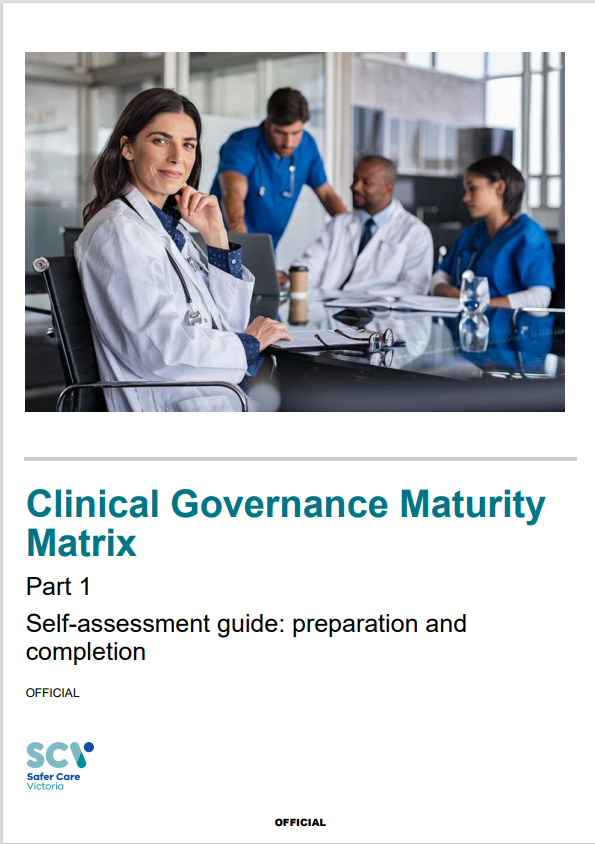 Clinical Governance Maturity
Matrix
Part 1
Self-assessment guide: preparation and
completion
OFFICIAL
SCV
Safer Care
Victoria
OFFICIAL